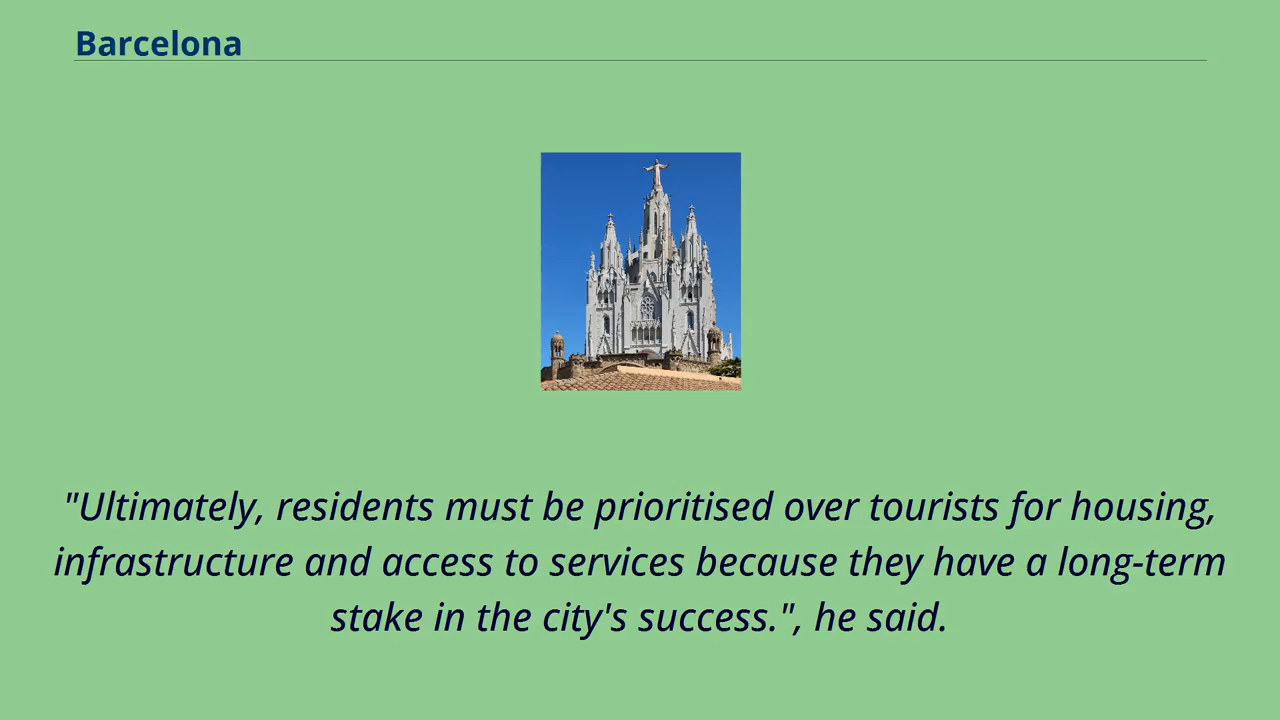 Barcelona
"Ultimately, residents must be prioritised over tourists for housing,
infrastructure and access to services because they have a long-term
stake in the city's success.", he said.